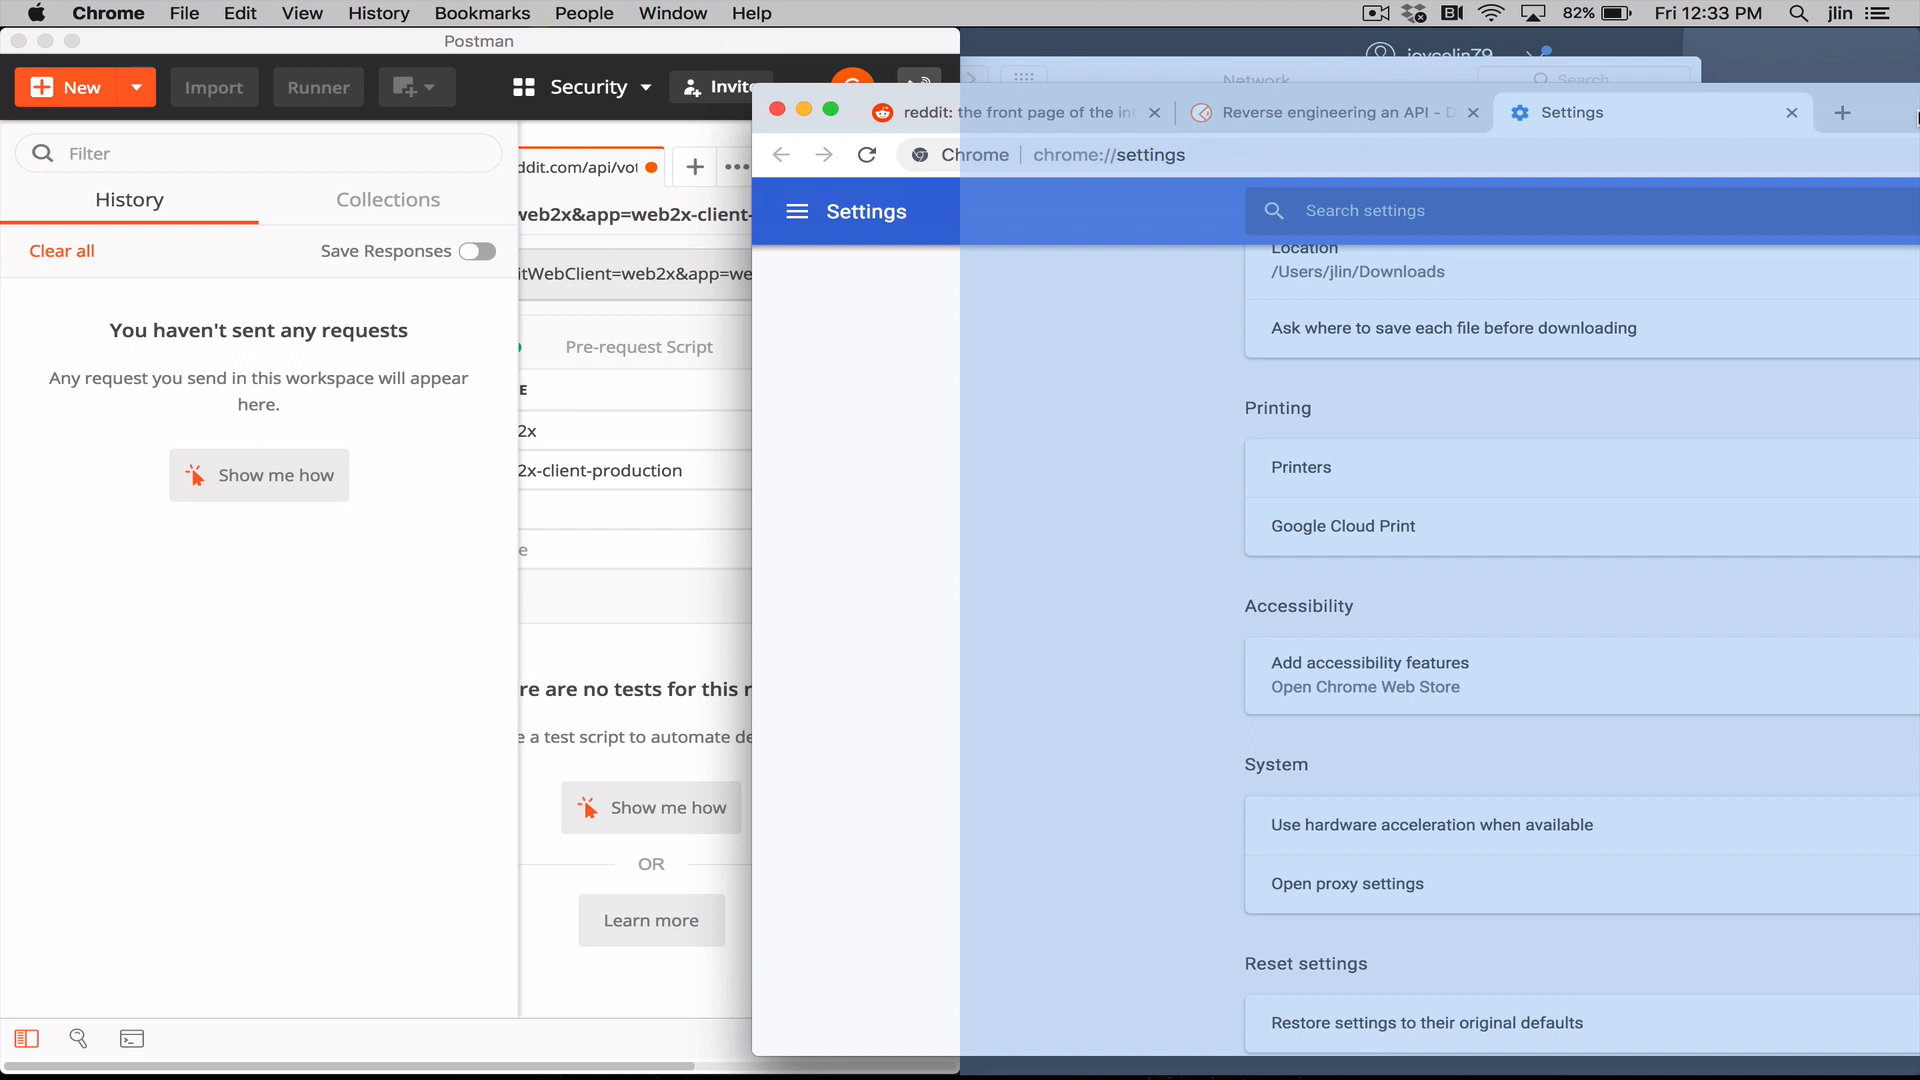 Chrome File Edit View History Bookmarks People Window Help
82% Fri 12:33 PM jlin
Postman
joycelin79
Network
Search
New Import Runner Security Invite
reddit: the front page of the int
Reverse engineering an API - D
Settings
Chrome chrome://settings
Filter
ddit.com/api/vot
History Collections
web2x&app=web2x-client-
Settings
Search settings
Clear all
Save Responses
itWebClient=web2x&app=we
Location
/Users/jlin/Downloads
You haven't sent any requests
Any request you send in this workspace will appear
here.
Show me how
Pre-request Script
E
2x
2x-client-production
e
re are no tests for this r
e a test script to automate de
Show me how
OR
Learn more
Ask where to save each file before downloading
Printing
Printers
Google Cloud Print
Accessibility
Add accessibility features
Open Chrome Web Store
System
Use hardware acceleration when available
Open proxy settings
Reset settings
Restore settings to their original defaults